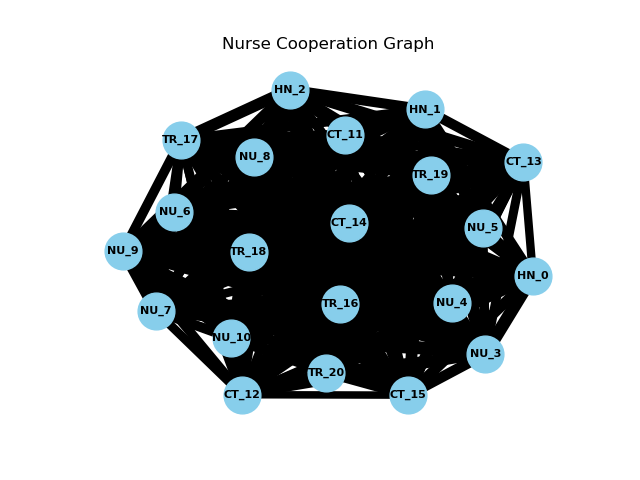 Nurse Cooperation Graph
HN_2
HN_1
CT_11
TR_17
NU_8
CT_13
TR_19
NU_6
CT_14
NU_5
NU_9
TR_18
HN_0
TR_16
NU_4
NU_7
NU_10
NU_3
TR_20
CT_12
CT_15